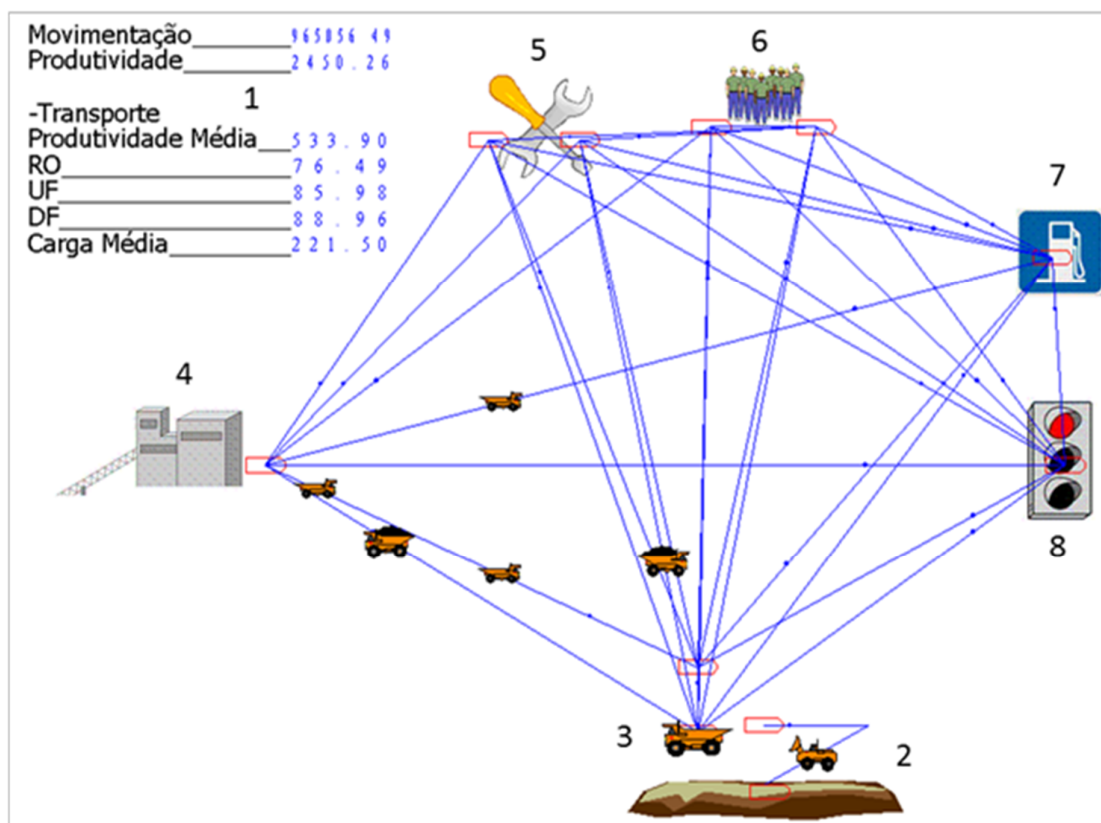 Movimentação 965056.49
Produtividade 2450.26
1
-Transporte
Produtividade Média 533.90
RO 76.49
UF 85.98
DF 88.96
Carga Média 221.50
5
6
7
4
8
3
2